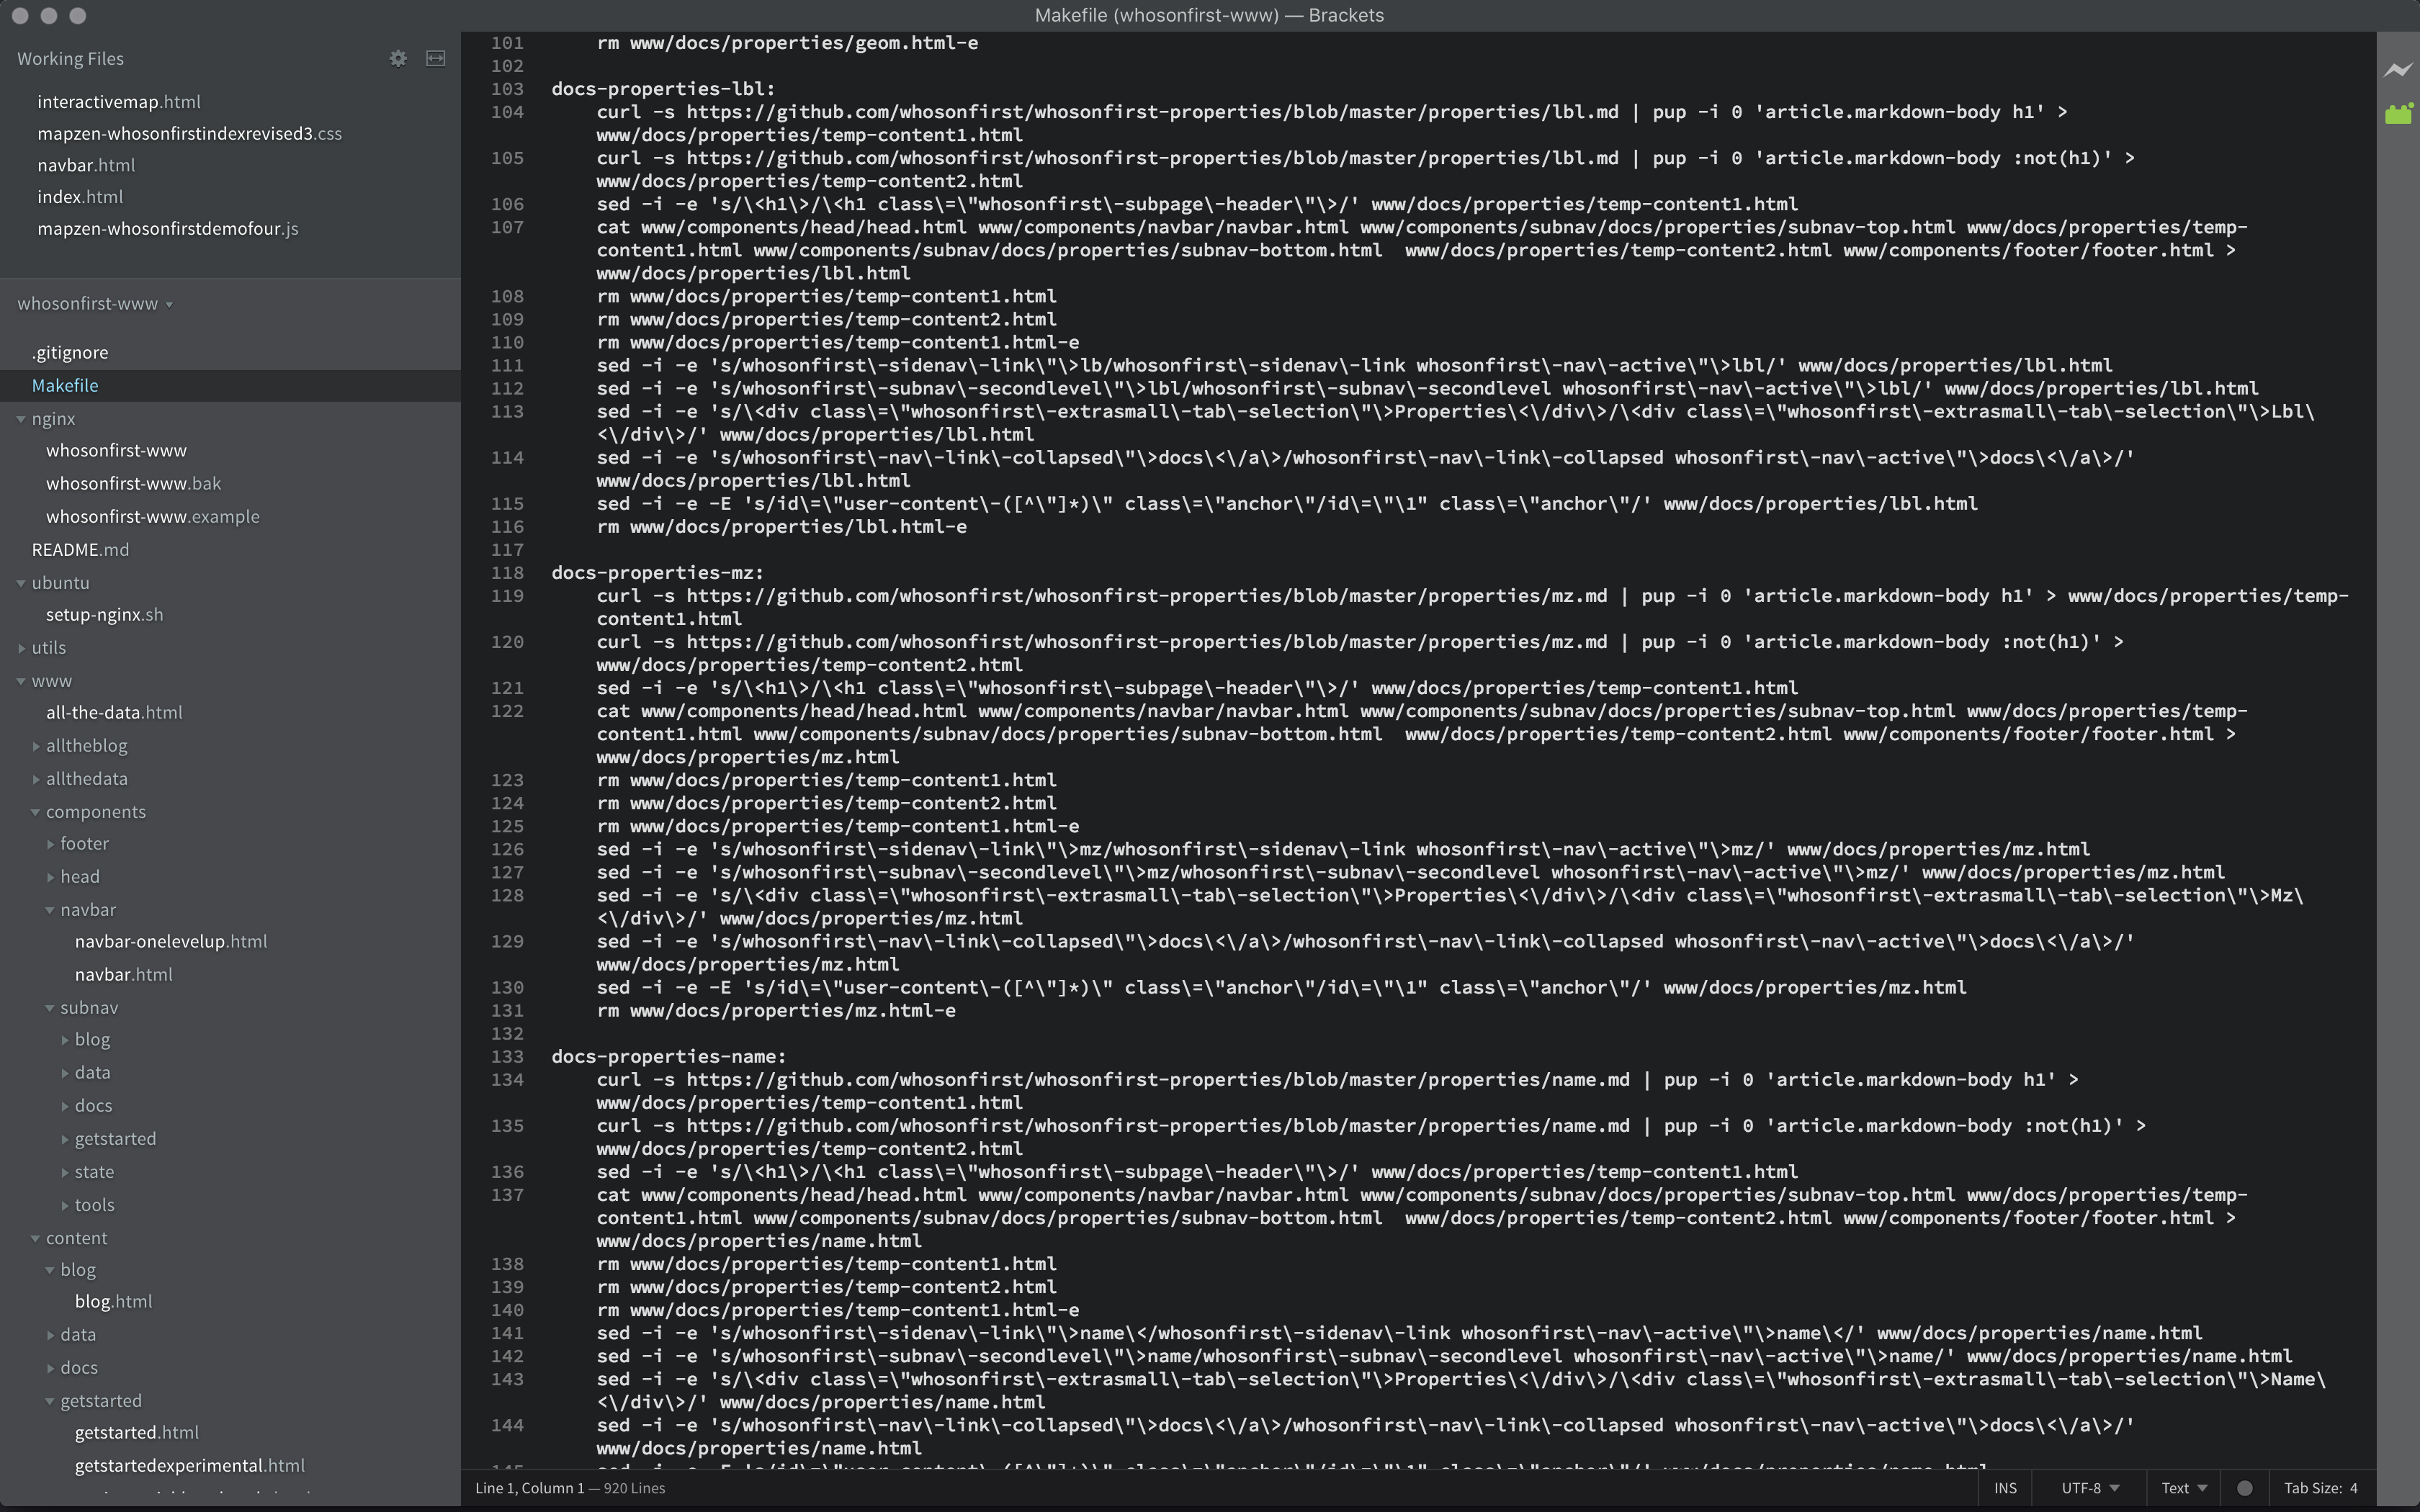 Makefile (whosonfirst-www) — Brackets
Working Files
interactivemap.html
mapzen-whosonfirstindexrevised3.css
navbar.html
index.html
mapzen-whosonfirstdemofour.js
whosonfirst-www
.gitignore
Makefile
nginx
whosonfirst-www
whosonfirst-www.bak
whosonfirst-www.example
README.md
ubuntu
setup-nginx.sh
utils
www
all-the-data.html
alltheblog
allthedata
components
footer
head
navbar
navbar-onelevelup.html
navbar.html
subnav
blog
data
docs
getstarted
state
tools
content
blog
blog.html
data
docs
getstarted
getstarted.html
getstartedexperimental.html
101 rm www/docs/properties/geom.html-e
102
103 docs-properties-lbl:
104 curl -s https://github.com/whosonfirst/whosonfirst-properties/blob/master/properties/lbl.md | pup -i 0 'article.markdown-body h1' >
www/docs/properties/temp-content1.html
105 curl -s https://github.com/whosonfirst/whosonfirst-properties/blob/master/properties/lbl.md | pup -i 0 'article.markdown-body :not(h1)' >
www/docs/properties/temp-content2.html
106 sed -i -e 's/\<h1\>/\<h1 class\=\"whosonfirst\-subpage\-header\"\>/' www/docs/properties/temp-content1.html
107 cat www/components/head/head.html www/components/navbar/navbar.html www/components/subnav/docs/properties/subnav-top.html www/docs/properties/temp-
content1.html www/components/subnav/docs/properties/subnav-bottom.html  www/docs/properties/temp-content2.html www/components/footer/footer.html >
www/docs/properties/lbl.html
108 rm www/docs/properties/temp-content1.html
109 rm www/docs/properties/temp-content2.html
110 rm www/docs/properties/temp-content1.html-e
111 sed -i -e 's/whosonfirst\-sidenav\-link\"\>lb/whosonfirst\-sidenav\-link whosonfirst\-nav\-active\"\>lbl/' www/docs/properties/lbl.html
112 sed -i -e 's/whosonfirst\-subnav\-secondlevel\"\>lbl/whosonfirst\-subnav\-secondlevel whosonfirst\-nav\-active\"\>lbl/' www/docs/properties/lbl.html
113 sed -i -e 's/\<div class\=\"whosonfirst\-extrasmall\-tab\-selection\"\>Properties\<\/div\>/\<div class\=\"whosonfirst\-extrasmall\-tab\-selection\"\>Lbl\
<\/div\>/' www/docs/properties/lbl.html
114 sed -i -e 's/whosonfirst\-nav\-link\-collapsed\"\>docs\<\/a\>/whosonfirst\-nav\-link\-collapsed whosonfirst\-nav\-active\"\>docs\<\/a\>/'
www/docs/properties/lbl.html
115 sed -i -e -E 's/id\=\"user-content\-([^\"]*)\" class\=\"anchor\"/id\=\"\1" class\=\"anchor\"/' www/docs/properties/lbl.html
116 rm www/docs/properties/lbl.html-e
117
118 docs-properties-mz:
119 curl -s https://github.com/whosonfirst/whosonfirst-properties/blob/master/properties/mz.md | pup -i 0 'article.markdown-body h1' > www/docs/properties/temp-
content1.html
120 curl -s https://github.com/whosonfirst/whosonfirst-properties/blob/master/properties/mz.md | pup -i 0 'article.markdown-body :not(h1)' >
www/docs/properties/temp-content2.html
121 sed -i -e 's/\<h1\>/\<h1 class\=\"whosonfirst\-subpage\-header\"\>/' www/docs/properties/temp-content1.html
122 cat www/components/head/head.html www/components/navbar/navbar.html www/components/subnav/docs/properties/subnav-top.html www/docs/properties/temp-
content1.html www/components/subnav/docs/properties/subnav-bottom.html  www/docs/properties/temp-content2.html www/components/footer/footer.html >
www/docs/properties/mz.html
123 rm www/docs/properties/temp-content1.html
124 rm www/docs/properties/temp-content2.html
125 rm www/docs/properties/temp-content1.html-e
126 sed -i -e 's/whosonfirst\-sidenav\-link\"\>mz/whosonfirst\-sidenav\-link whosonfirst\-nav\-active\"\>mz/' www/docs/properties/mz.html
127 sed -i -e 's/whosonfirst\-subnav\-secondlevel\"\>mz/whosonfirst\-subnav\-secondlevel whosonfirst\-nav\-active\"\>mz/' www/docs/properties/mz.html
128 sed -i -e 's/\<div class\=\"whosonfirst\-extrasmall\-tab\-selection\"\>Properties\<\/div\>/\<div class\=\"whosonfirst\-extrasmall\-tab\-selection\"\>Mz\
<\/div\>/' www/docs/properties/mz.html
129 sed -i -e 's/whosonfirst\-nav\-link\-collapsed\"\>docs\<\/a\>/whosonfirst\-nav\-link\-collapsed whosonfirst\-nav\-active\"\>docs\<\/a\>/'
www/docs/properties/mz.html
130 sed -i -e -E 's/id\=\"user-content\-([^\"]*)\" class\=\"anchor\"/id\=\"\1" class\=\"anchor\"/' www/docs/properties/mz.html
131 rm www/docs/properties/mz.html-e
132
133 docs-properties-name:
134 curl -s https://github.com/whosonfirst/whosonfirst-properties/blob/master/properties/name.md | pup -i 0 'article.markdown-body h1' >
www/docs/properties/temp-content1.html
135 curl -s https://github.com/whosonfirst/whosonfirst-properties/blob/master/properties/name.md | pup -i 0 'article.markdown-body :not(h1)' >
www/docs/properties/temp-content2.html
136 sed -i -e 's/\<h1\>/\<h1 class\=\"whosonfirst\-subpage\-header\"\>/' www/docs/properties/temp-content1.html
137 cat www/components/head/head.html www/components/navbar/navbar.html www/components/subnav/docs/properties/subnav-top.html www/docs/properties/temp-
content1.html www/components/subnav/docs/properties/subnav-bottom.html  www/docs/properties/temp-content2.html www/components/footer/footer.html >
www/docs/properties/name.html
138 rm www/docs/properties/temp-content1.html
139 rm www/docs/properties/temp-content2.html
140 rm www/docs/properties/temp-content1.html-e
141 sed -i -e 's/whosonfirst\-sidenav\-link\"\>name\</whosonfirst\-sidenav\-link whosonfirst\-nav\-active\"\>name\</' www/docs/properties/name.html
142 sed -i -e 's/whosonfirst\-subnav\-secondlevel\"\>name/whosonfirst\-subnav\-secondlevel whosonfirst\-nav\-active\"\>name/' www/docs/properties/name.html
143 sed -i -e 's/\<div class\=\"whosonfirst\-extrasmall\-tab\-selection\"\>Properties\<\/div\>/\<div class\=\"whosonfirst\-extrasmall\-tab\-selection\"\>Name\
<\/div\>/' www/docs/properties/name.html
144 sed -i -e 's/whosonfirst\-nav\-link\-collapsed\"\>docs\<\/a\>/whosonfirst\-nav\-link\-collapsed whosonfirst\-nav\-active\"\>docs\<\/a\>/'
www/docs/properties/name.html
Line 1, Column 1 — 920 Lines
INS
UTF-8
Text
Tab Size: 4